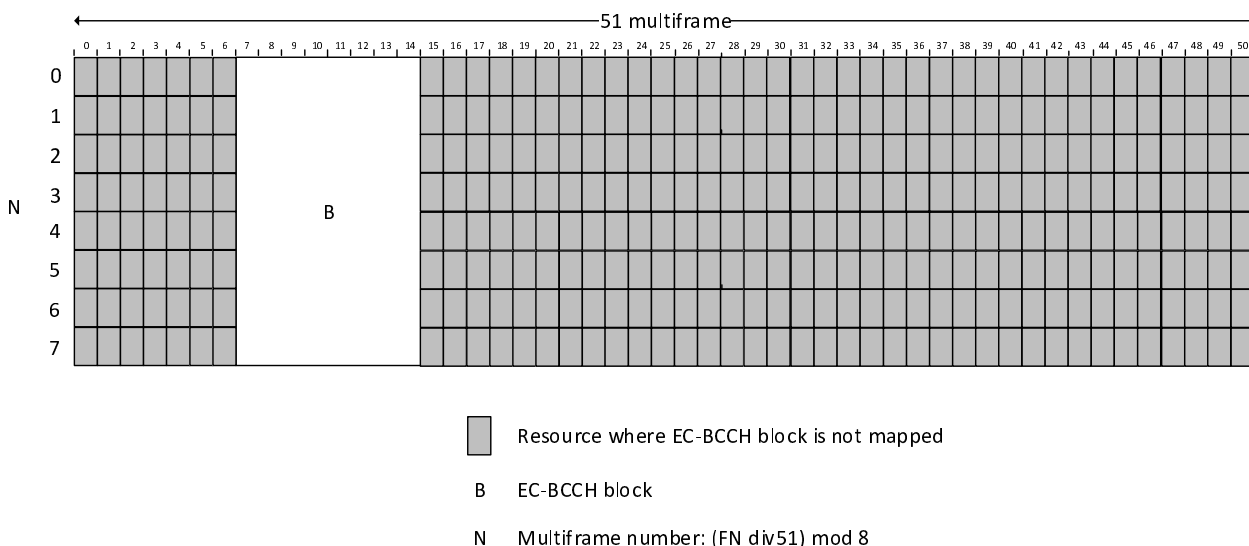 51 multiframe
0 1 2 3 4 5 6 7 8 9 10 11 12 13 14 15 16 17 18 19 20 21 22 23 24 25 26 27 28 29 30 31 32 33 34 35 36 37 38 39 40 41 42 43 44 45 46 47 48 49 50
0
1
2
3
N
B
4
5
6
7
Resource where EC-BCCH block is not mapped
B EC-BCCH block
N Multiframe number: (FN div51) mod 8